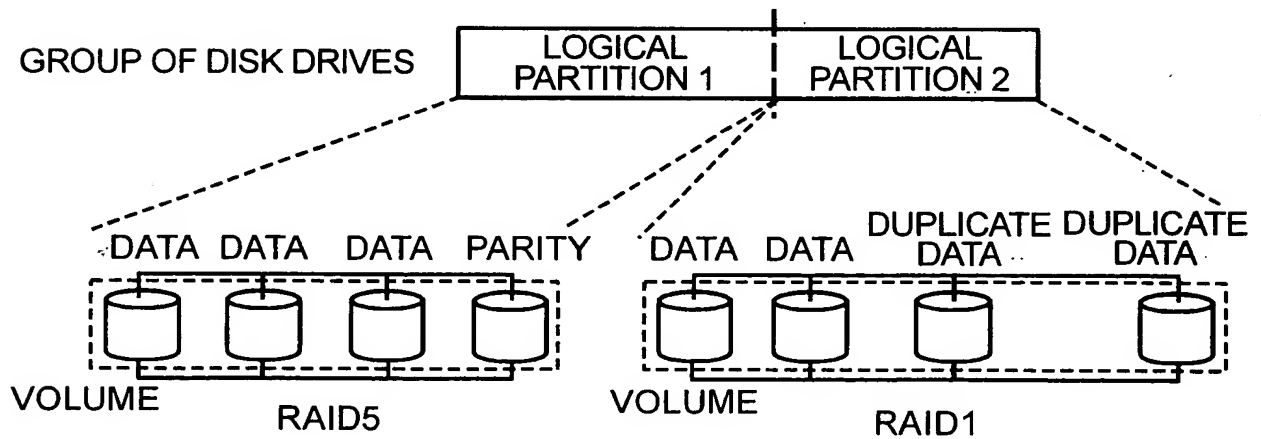 GROUP OF DISK DRIVES
LOGICAL
PARTITION 1
LOGICAL
PARTITION 2
DATA DATA DATA PARITY
DATA DATA DUPLICATE DATA DUPLICATE DATA
VOLUME
RAID5
VOLUME
RAID1